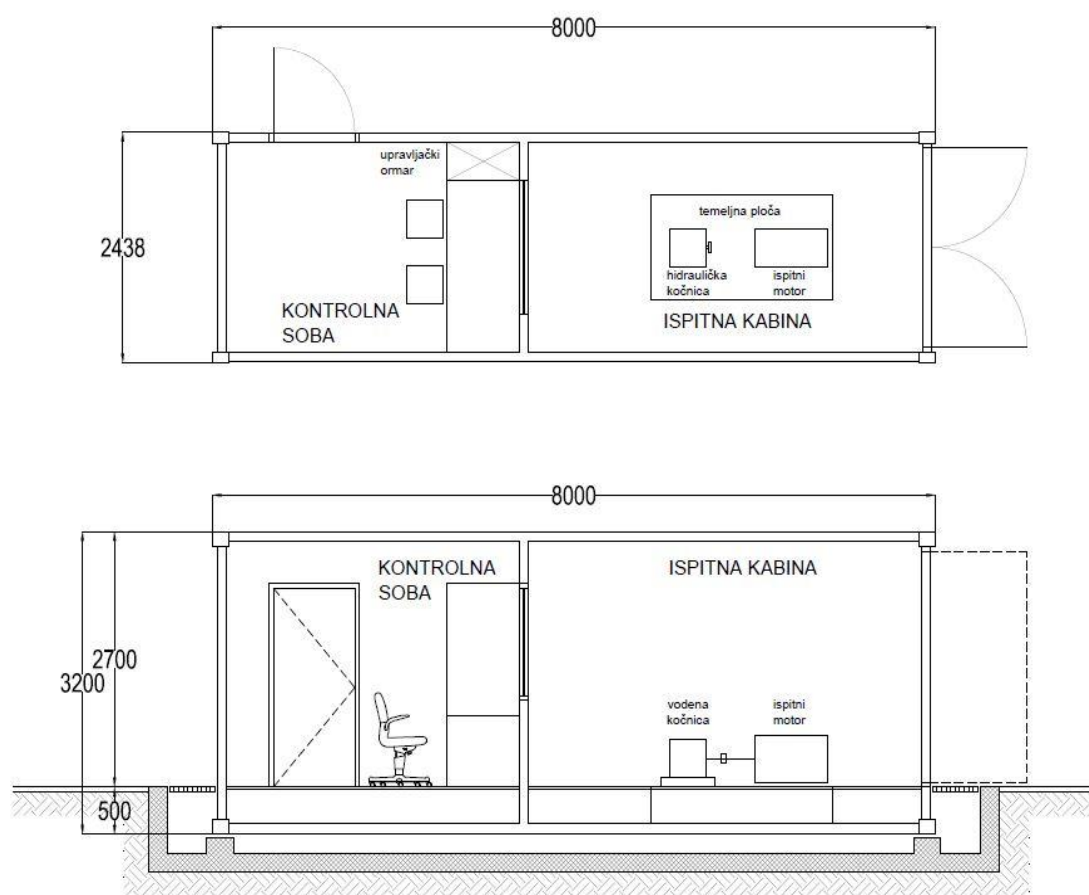 8000
upravljački
ormar
2438
temeljna ploča
hidraulička
kočnica
ispitni
motor
KONTROLNA
SOBA
ISPITNA KABINA
8000
KONTROLNA
SOBA
ISPITNA KABINA
2700
3200
vodena
kočnica
ispitni
motor
500